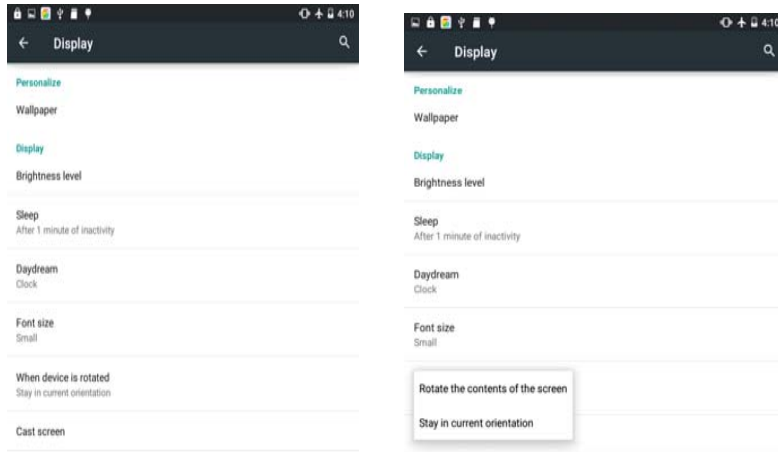 4:10
Display
Personalize
Wallpaper
Display
Brightness level
Sleep
After 1 minute of inactivity
Daydream
Clock
Font size
Small
When device is rotated
Stay in current orientation
Cast screen
4:10
Display
Personalize
Wallpaper
Display
Brightness level
Sleep
After 1 minute of inactivity
Daydream
Clock
Font size
Small
Rotate the contents of the screen
Stay in current orientation